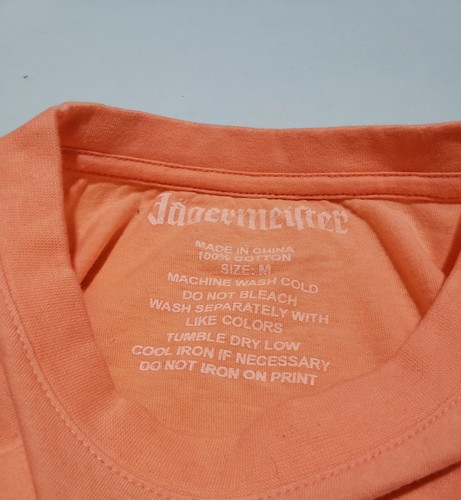 Jägermeister
MADE IN CHINA
100% COTTON
SIZE: M
MACHINE WASH COLD
DO NOT BLEACH
WASH SEPARATELY WITH
LIKE COLORS
TUMBLE DRY LOW
COOL IRON IF NECESSARY
DO NOT IRON ON PRINT